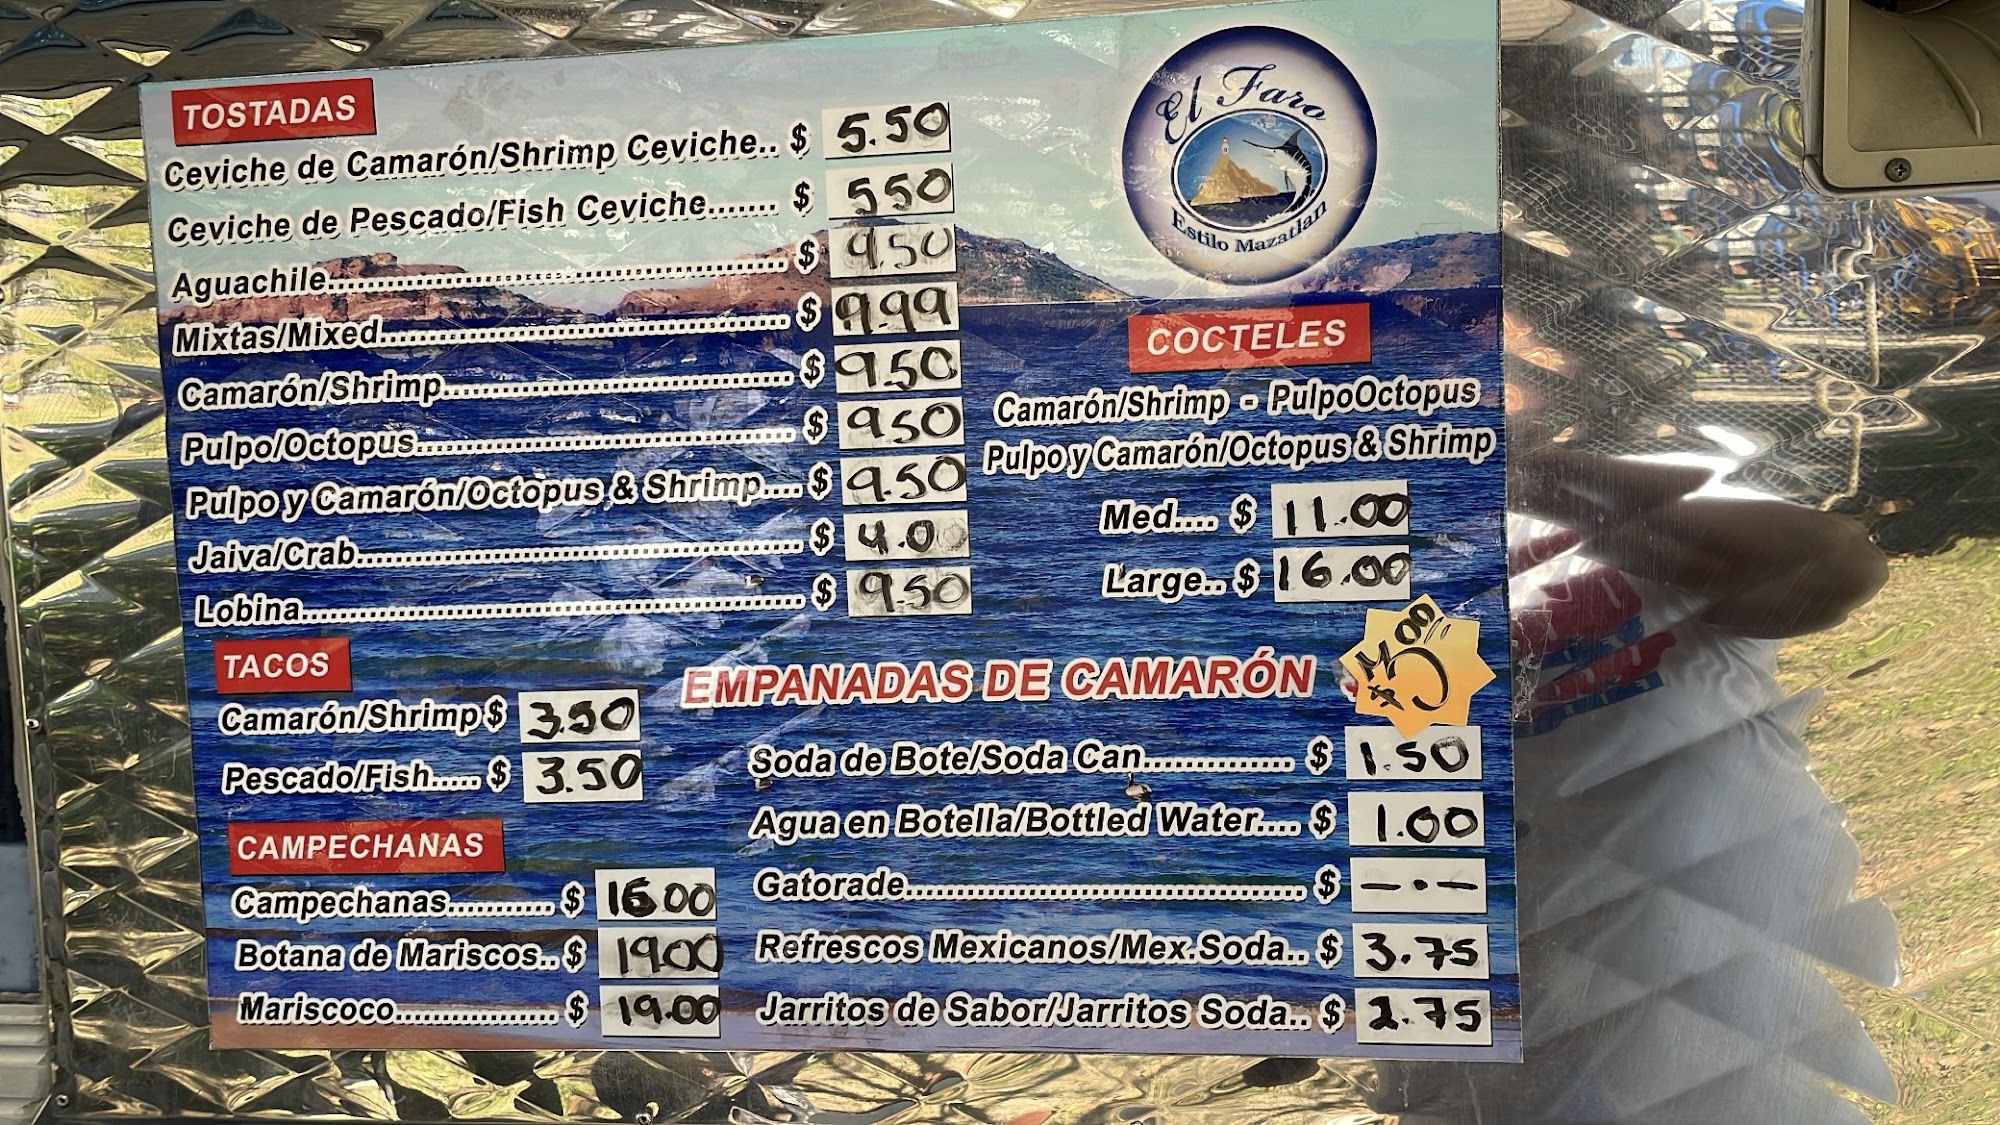 TOSTADAS
Ceviche de Camarón/Shrimp Ceviche.. $ 5.50
Ceviche de Pescado/Fish Ceviche....... $ 550
Aguachile........................................ $ 9.50
Mixtas/Mixed........................................ $ 9.99
Camarón/Shrimp.................................. $ 9.50
Pulpo/Octopus..................................... $ 9.50
Pulpo y Camarón/Octopus & Shrimp.... $ 9.50
Jaiva/Crab........................................... $ 4.00
Lobina................................................. $ 9.50
TACOS
Camarón/Shrimp $ 3.50
Pescado/Fish..... $ 3.50
CAMPECHANAS
Campechanas........... $ 16.00
Botana de Mariscos.. $ 19.00
Mariscoco................. $ 19.00
El Faro
Estilo Mazatlan
COCTELES
Camarón/Shrimp - PulpoOctopus
Pulpo y Camarón/Octopus & Shrimp
Med.... $ 11.00
Large.. $ 16.00
EMPANADAS DE CAMARÓN
Soda de Bote/Soda Can.............. $ 1.50
Agua en Botella/Bottled Water.... $ 1.00
Gatorade...................................... $ —.—
Refrescos Mexicanos/Mex.Soda.. $ 3.75
Jarritos de Sabor/Jarritos Soda.. $ 2.75